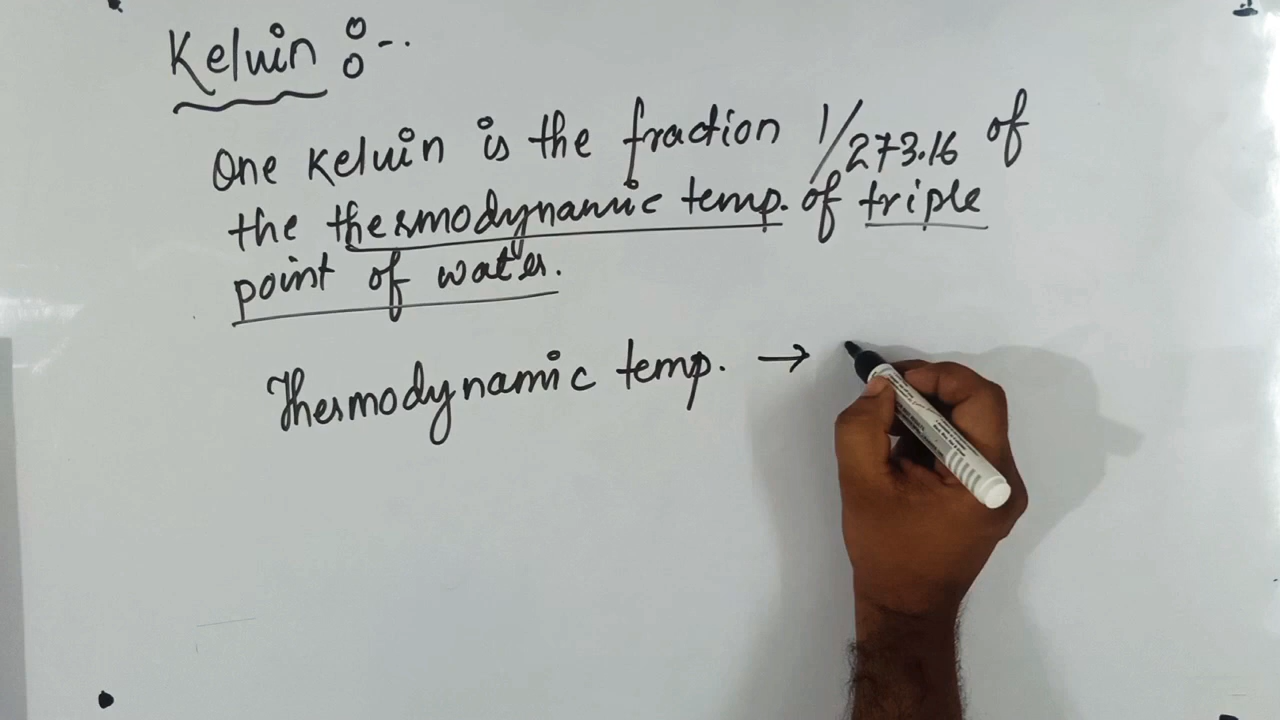 Kelvin :-
One Kelvin is the fraction 1/273.16 of
the thermodynamic temp. of triple
point of water.
Thermodynamic temp. →